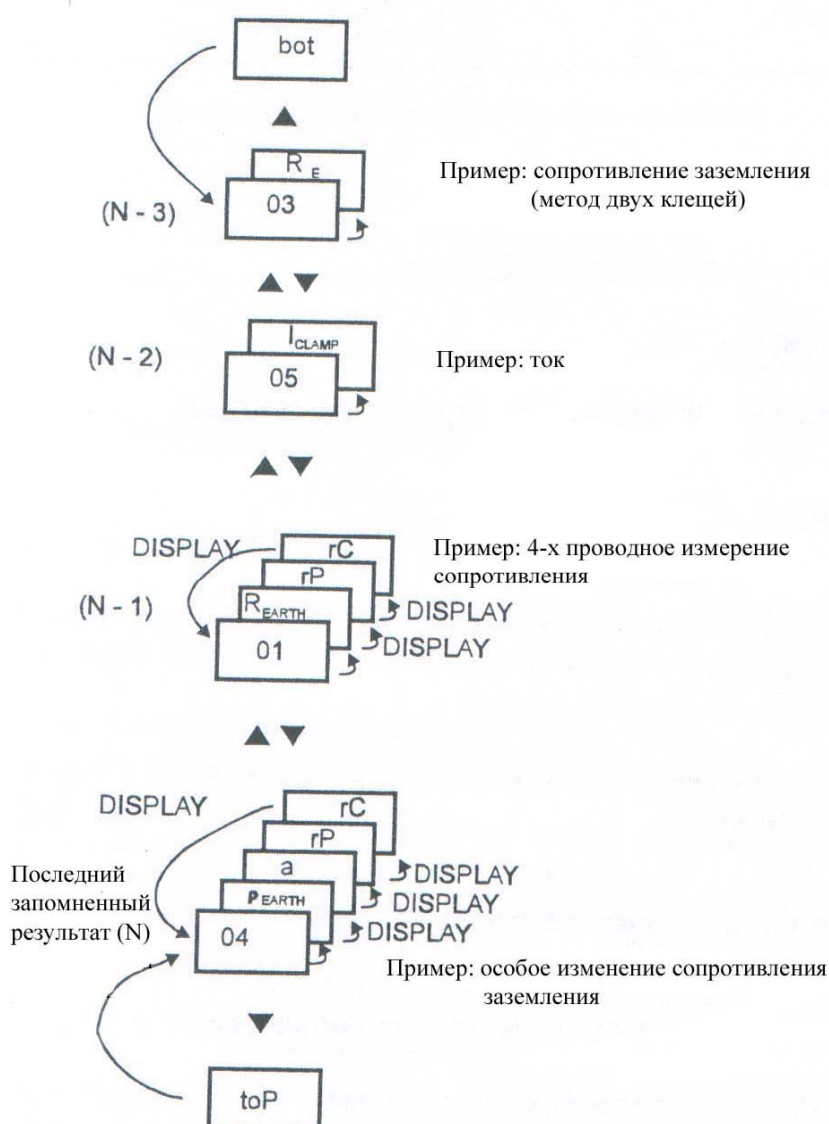 bot
R E
03
(N - 3)
Пример: сопротивление заземления
(метод двух клещей)
I CLAMP
05
(N - 2)
Пример: ток
DISPLAY
rC
rP
R EARTH
01
(N - 1)
DISPLAY
DISPLAY
Пример: 4-х проводное измерение
сопротивления
DISPLAY
rC
rP
a
ρ EARTH
04
DISPLAY
DISPLAY
DISPLAY
Последний
запомненный
результат (N)
Пример: особое изменение сопротивления
заземления
toP